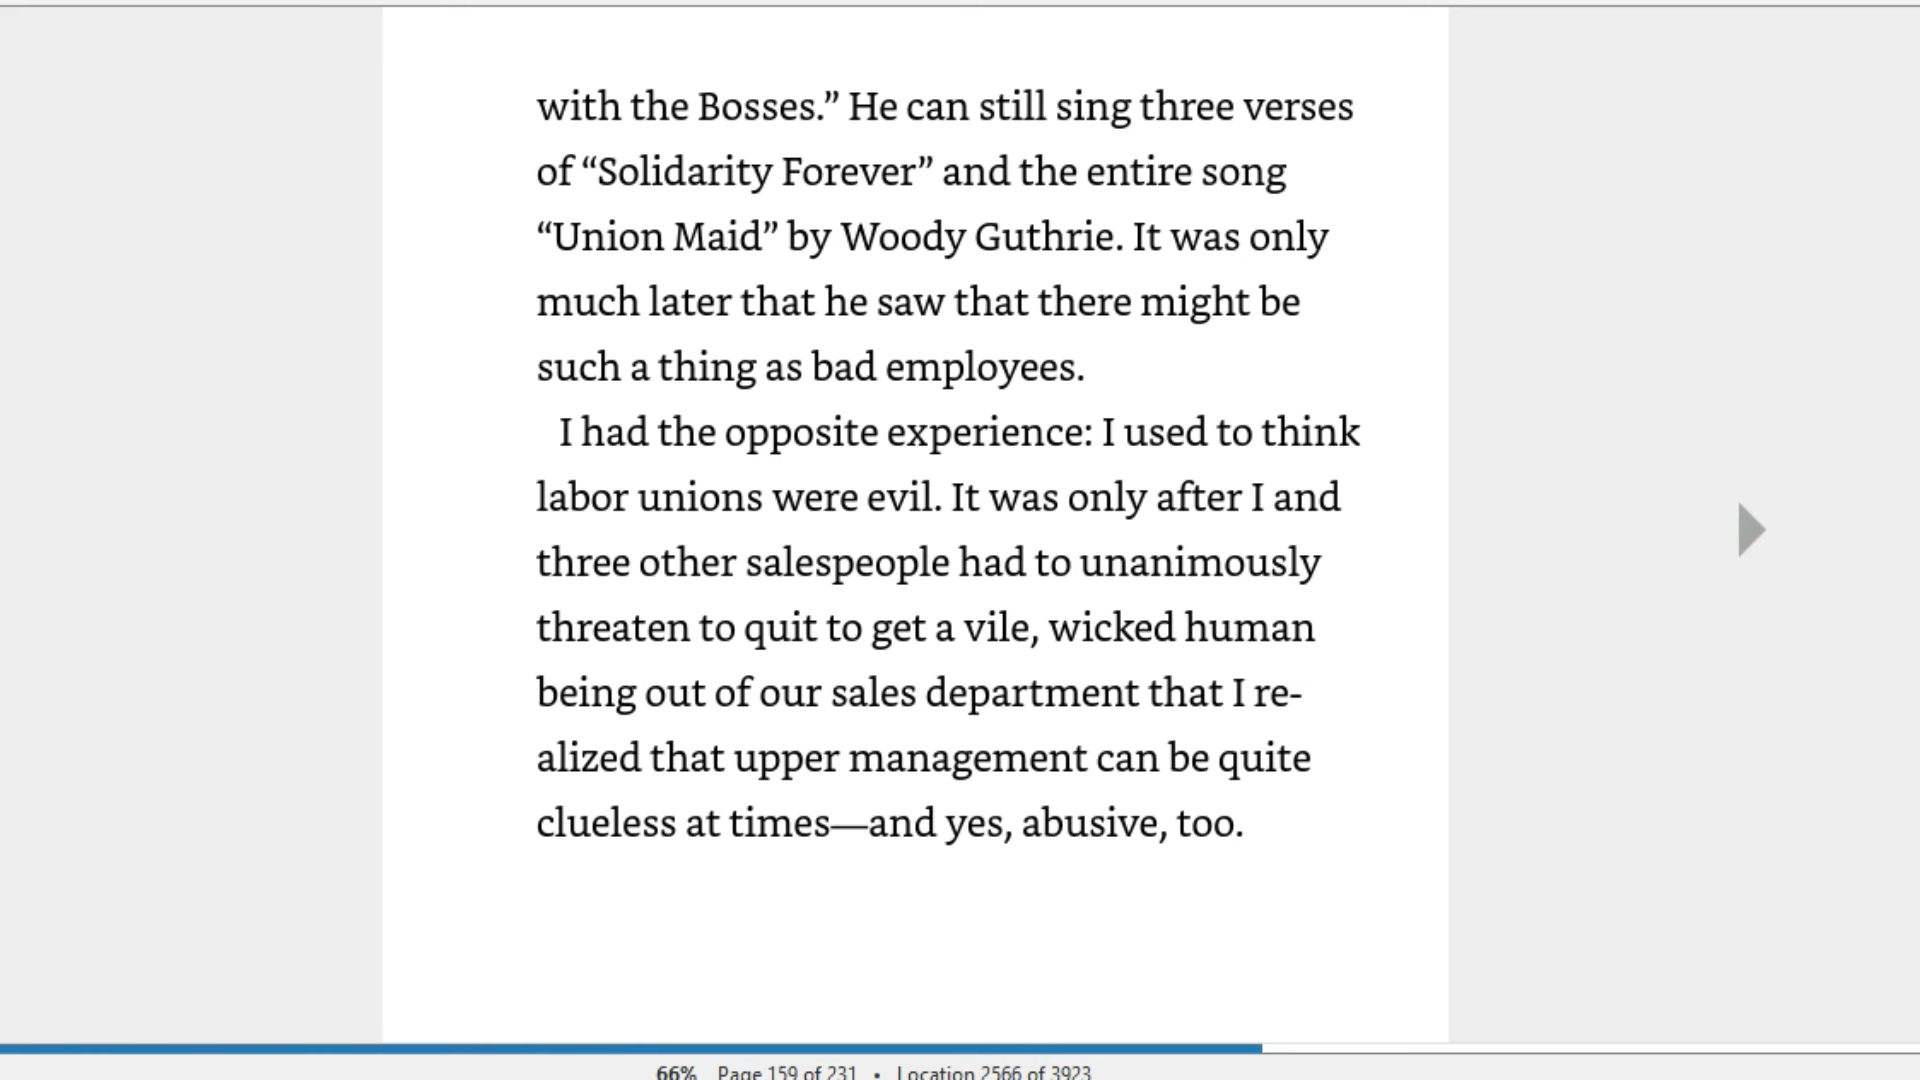 with the Bosses.” He can still sing three verses
of “Solidarity Forever” and the entire song
“Union Maid” by Woody Guthrie. It was only
much later that he saw that there might be
such a thing as bad employees.
I had the opposite experience: I used to think
labor unions were evil. It was only after I and
three other salespeople had to unanimously
threaten to quit to get a vile, wicked human
being out of our sales department that I re-
alized that upper management can be quite
clueless at times—and yes, abusive, too.
66% Page 159 of 231 • Location 2566 of 3923